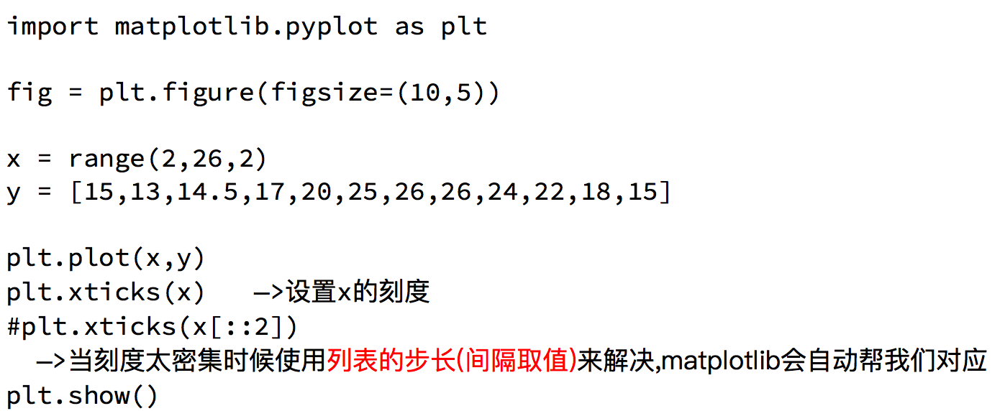 import matplotlib.pyplot as plt
fig = plt.figure(figsize=(10,5))
x = range(2,26,2)
y = [15,13,14.5,17,20,25,26,26,24,22,18,15]
plt.plot(x,y)
plt.xticks(x)   —>设置x的刻度
#plt.xticks(x[::2])
—>当刻度太密集时候使用列表的步长(间隔取值)来解决,matplotlib会自动帮我们对应
plt.show()